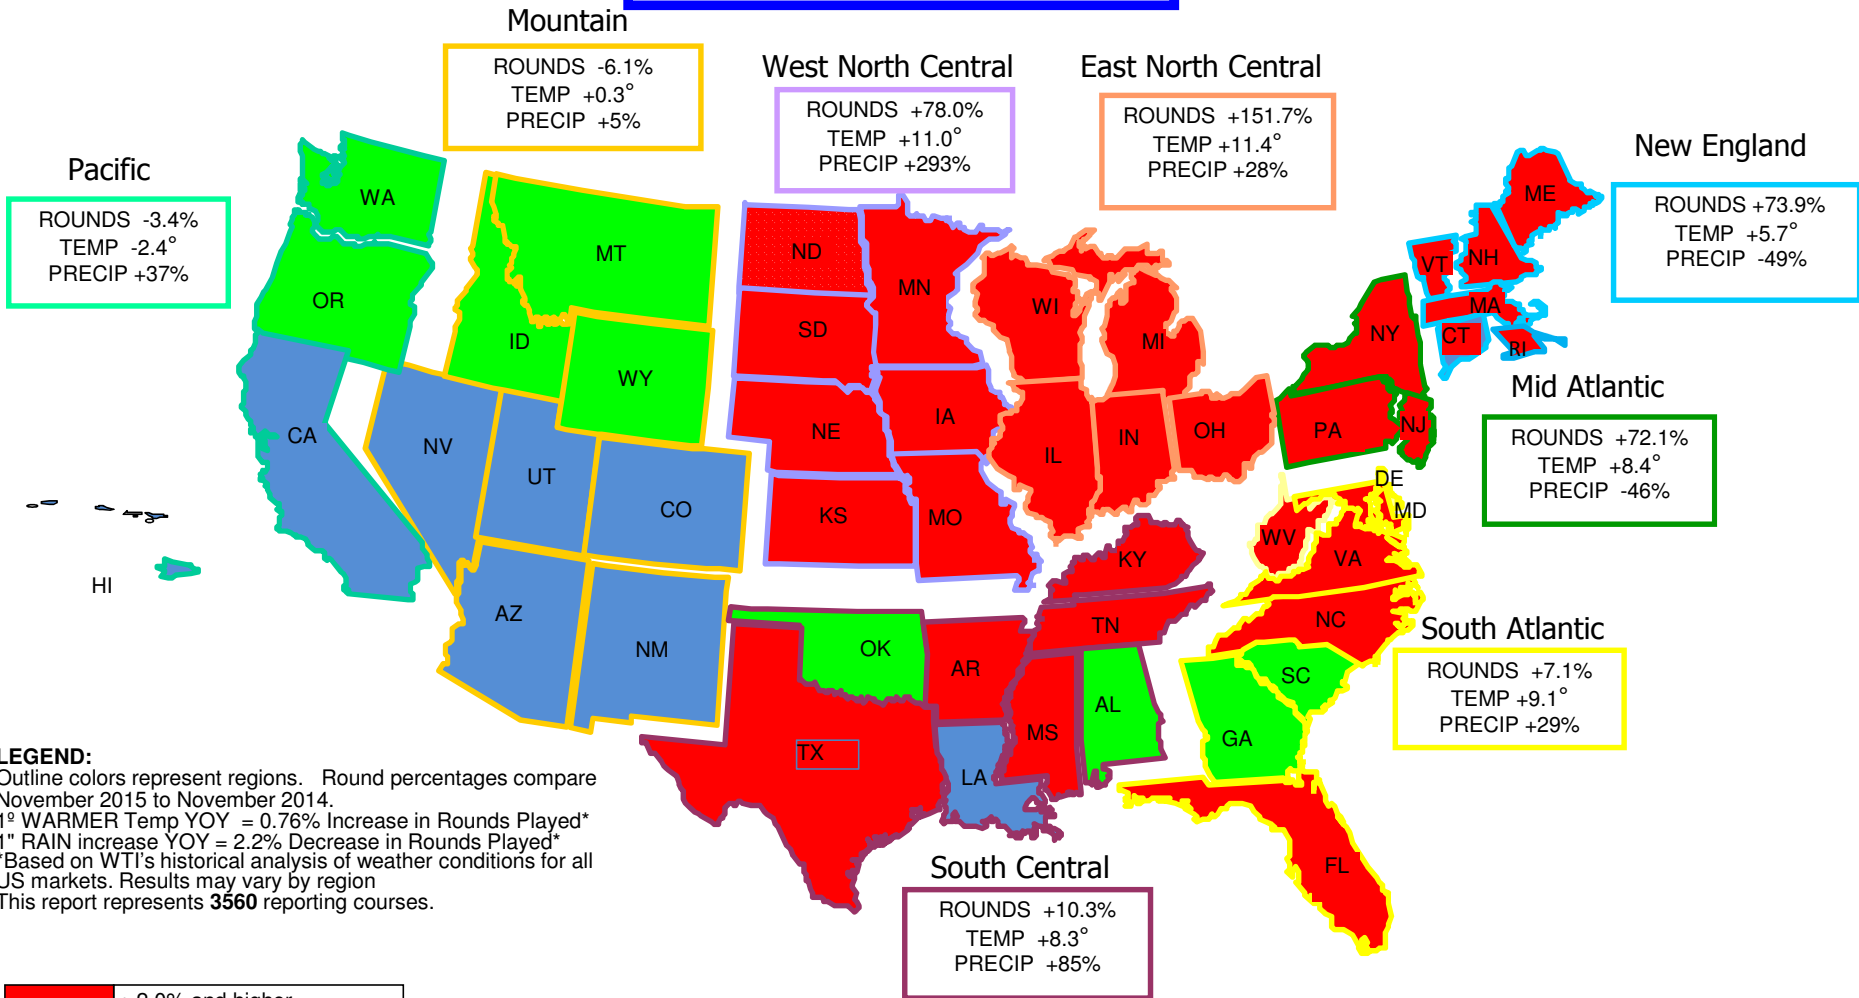 Mountain
ROUNDS -6.1%
TEMP +0.3°
PRECIP +5%
West North Central
ROUNDS +78.0%
TEMP +11.0°
PRECIP +293%
East North Central
ROUNDS +151.7%
TEMP +11.4°
PRECIP +28%
New England
ROUNDS +73.9%
TEMP +5.7°
PRECIP -49%
Pacific
ROUNDS -3.4%
TEMP -2.4°
PRECIP +37%
Mid Atlantic
ROUNDS +72.1%
TEMP +8.4°
PRECIP -46%
South Atlantic
ROUNDS +7.1%
TEMP +9.1°
PRECIP +29%
South Central
ROUNDS +10.3%
TEMP +8.3°
PRECIP +85%
WA
OR
CA
HI
MT
ID
WY
NV
UT
CO
AZ
NM
ND
SD
NE
KS
MN
IA
MO
WI
MI
IL
IN
OH
ME
VT
NH
MA
CT
RI
NY
PA
NJ
DE
MD
WV
VA
NC
SC
GA
FL
KY
TN
AL
MS
AR
LA
OK
TX
LEGEND:
Outline colors represent regions. Round percentages compare
November 2015 to November 2014.
1º WARMER Temp YOY = 0.76% Increase in Rounds Played*
1" RAIN increase YOY = 2.2% Decrease in Rounds Played*
*Based on WTI's historical analysis of weather conditions for all
US markets. Results may vary by region
This report represents 3560 reporting courses.
and higher